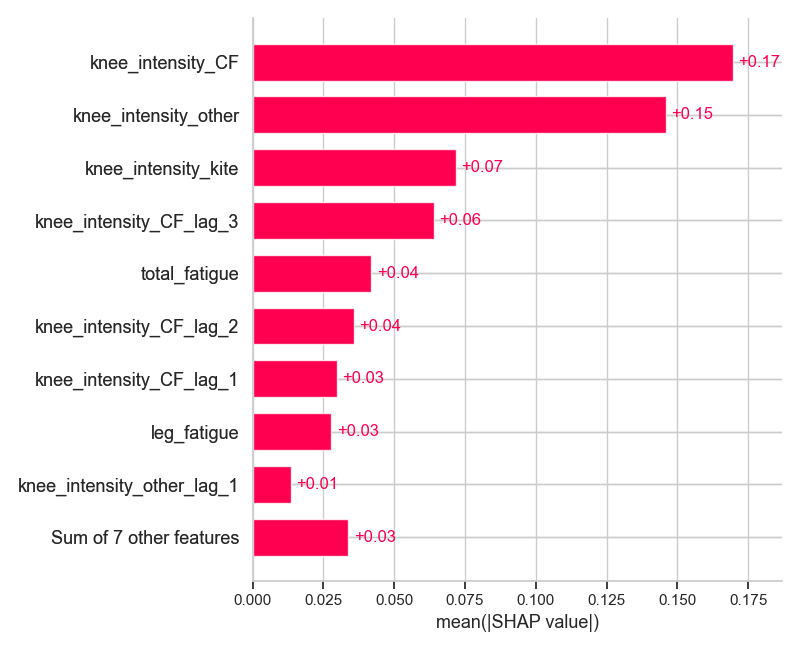 knee_intensity_CF +0.17
knee_intensity_other +0.15
knee_intensity_kite +0.07
knee_intensity_CF_lag_3 +0.06
total_fatigue +0.04
knee_intensity_CF_lag_2 +0.04
knee_intensity_CF_lag_1 +0.03
leg_fatigue +0.03
knee_intensity_other_lag_1 +0.01
Sum of 7 other features +0.03
0.000 0.025 0.050 0.075 0.100 0.125 0.150 0.175
mean(|SHAP value|)